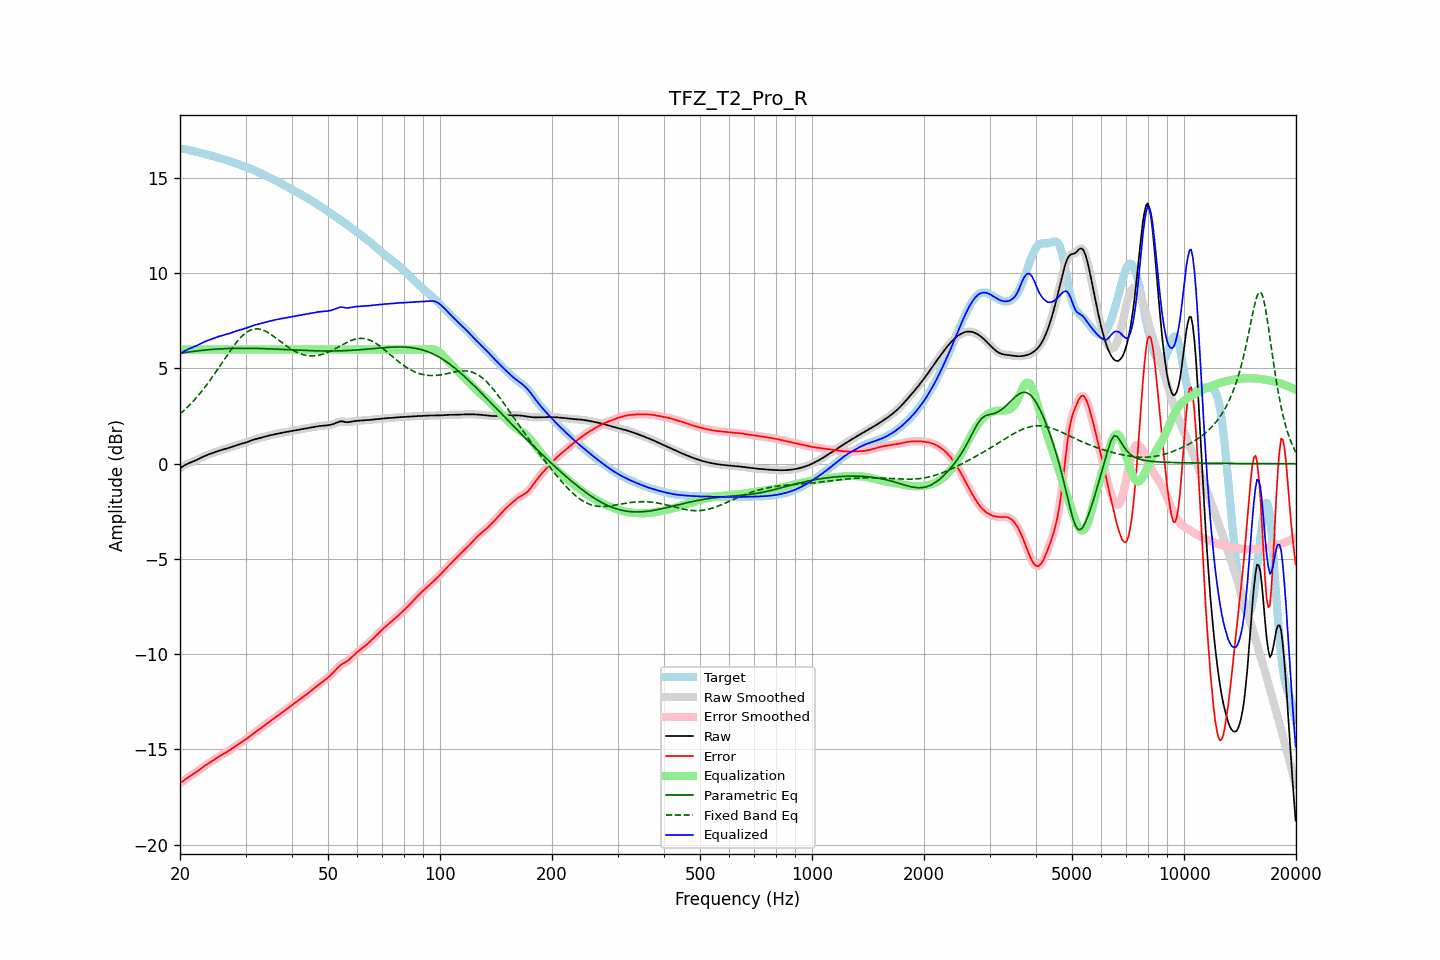 TFZ_T2_Pro_R
Amplitude (dBr)
15
10
5
0
−5
−10
−15
−20
Target
Raw Smoothed
Error Smoothed
Raw
Error
Equalization
Parametric Eq
Fixed Band Eq
Equalized
20
50
100
200
500
1000
2000
5000
10000
20000
Frequency (Hz)